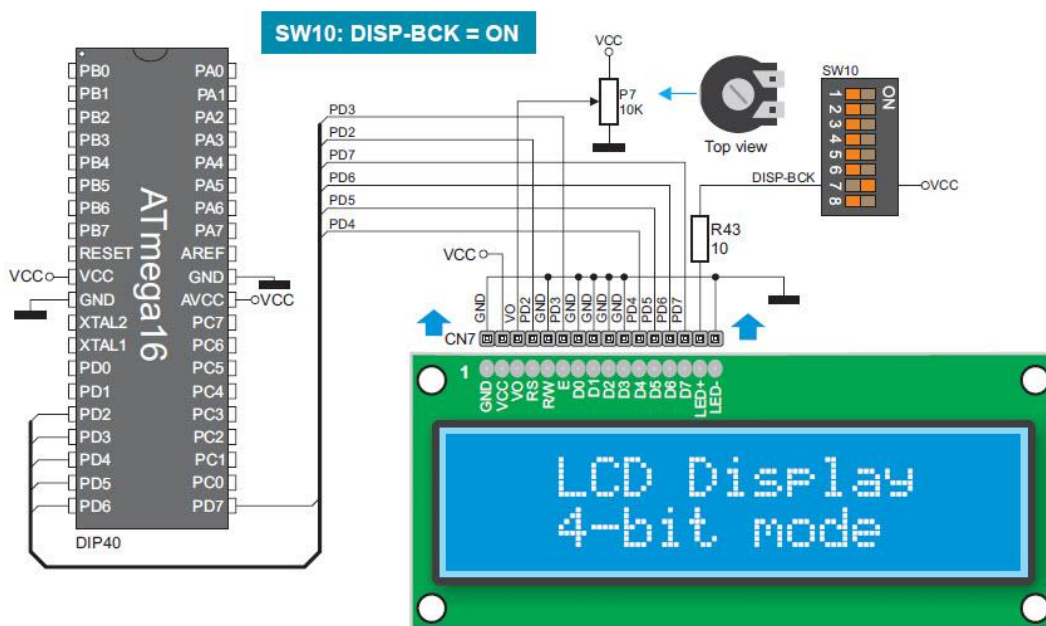 SW10: DISP-BCK = ON
VCC
P7
10K
Top view
SW10
ON
1
2
3
4
5
6
7
8
VCC
DISP-BCK
R43
10
PD3
PD2
PD7
PD6
PD5
PD4
VCC
PB0 PA0
PB1 PA1
PB2 PA2
PB3 PA3
PB4 PA4
PB5 PA5
PB6 PA6
PB7 PA7
RESET AREF
VCC VCC GND
GND AVCC VCC
XTAL2 PC7
XTAL1 PC6
PD0 PC5
PD1 PC4
PD2 PC3
PD3 PC2
PD4 PC1
PD5 PC0
PD6 PD7
ATmega16
DIP40
GND VO PD2 GND PD3 GND GND GND GND PD4 PD5 PD6 PD7
CN7
1
GND VCC VO RS R/W E D0 D1 D2 D3 D4 D5 D6 D7 LED+ LED-
LCD Display
4-bit mode